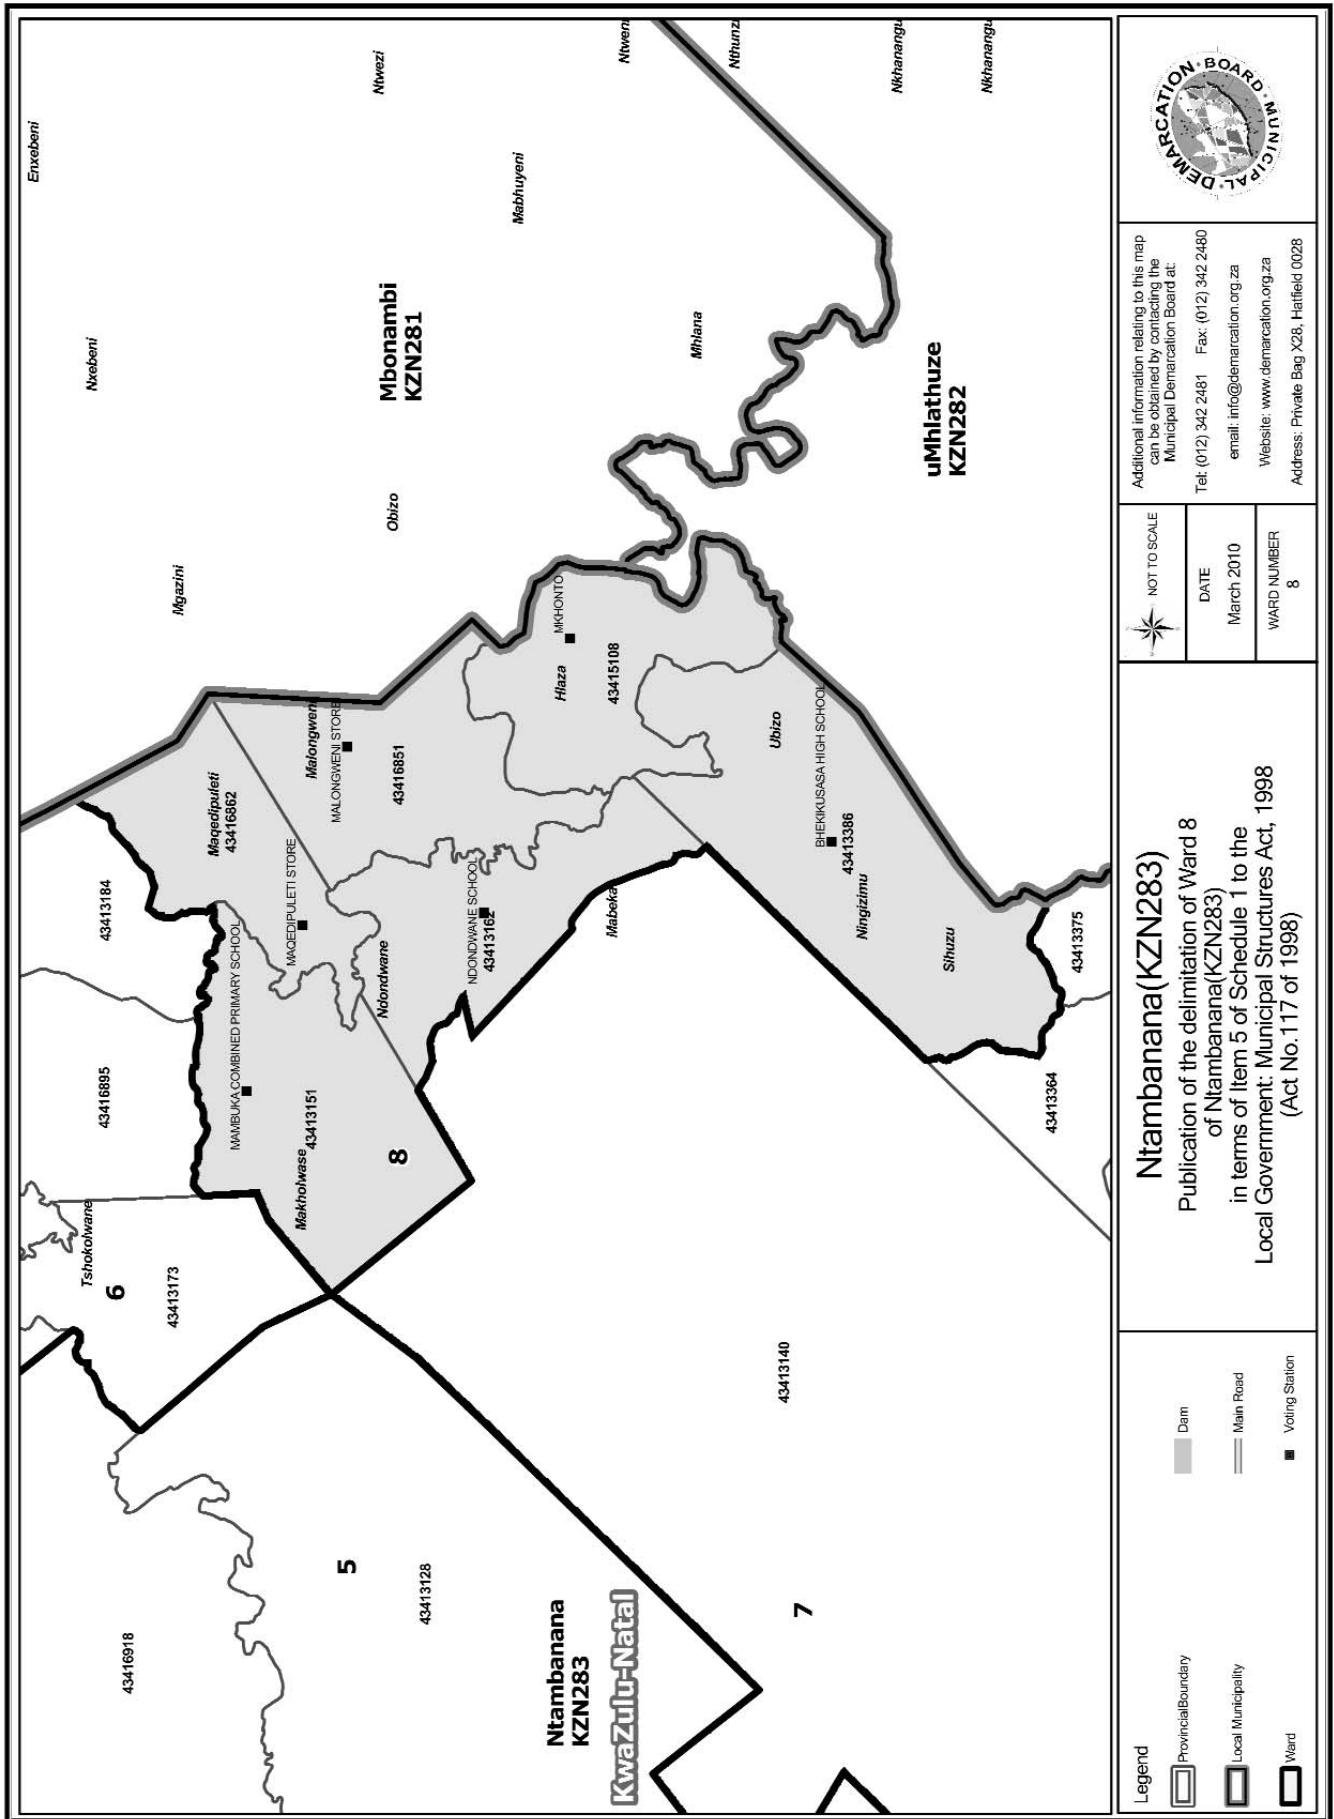 Enxebeni
Nxebeni
Ntwezi
Mbonambi
KZN281
Mabhuyeni
Mgazini
Obizo
Mhlana
Ntweni
Nthunzi
Nkhanangu
Nkhanangu
uMhlathuze
KZN282
43413184
43416895
Tshokolwane
6
43413173
Maqedipuleti
43416862
MAQEDIPULETI STORE
MAMBUKA COMBINED PRIMARY SCHOOL
Makholwase
43413151
8
Malongweni
MALONGWENI STORE
43416851
Ndondwane
NDONDWANE SCHOOL
43413162
Mabeka
MKHONTO
Hlaza
43415108
Ubizo
BHEKIKUSASA HIGH SCHOOL
43413386
Ningizimu
Sihuzu
43413375
43413364
43416918
5
43413128
43413140
7
Ntambanana
KZN283
KwaZulu-Natal
Legend
ProvincialBoundary
Local Municipality
Ward
Dam
Main Road
Voting Station
Ntambanana(KZN283)
Publication of the delimitation of Ward 8
of Ntambanana(KZN283)
in terms of Item 5 of Schedule 1 to the
Local Government: Municipal Structures Act, 1998
(Act No.117 of 1998)
NOT TO SCALE
DATE
March 2010
WARD NUMBER
8
Additional information relating to this map
can be obtained by contacting the
Municipal Demarcation Board at:
Tel: (012) 342 2481 Fax: (012) 342 2480
email: info@demarcation.org.za
Website: www.demarcation.org.za
Address: Private Bag X28, Hatfield 0028
MUNICIPAL · DEMARCATION · BOARD ·